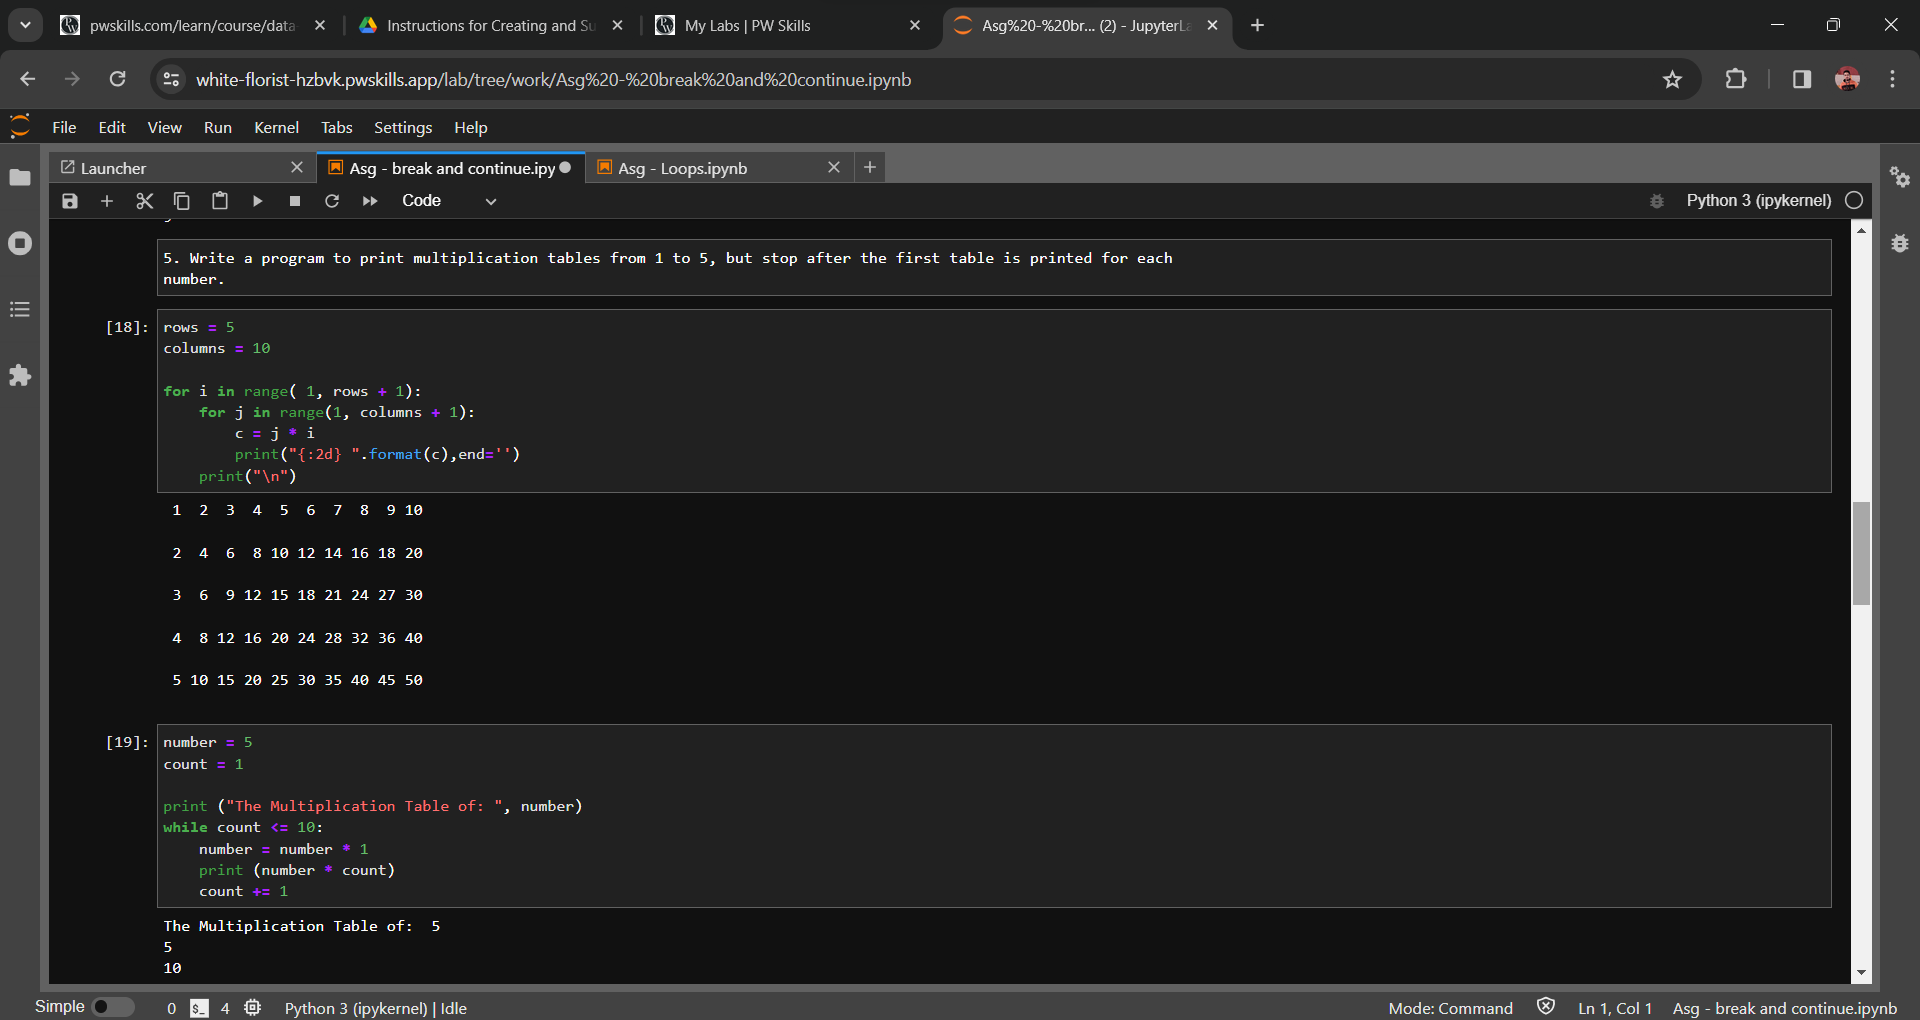 pwskills.com/learn/course/data-
Instructions for Creating and Su
My Labs | PW Skills
Asg%20-%20br... (2) - JupyterLa
white-florist-hzbvk.pwskills.app/lab/tree/work/Asg%20-%20break%20and%20continue.ipynb
File Edit View Run Kernel Tabs Settings Help
Launcher
Asg - break and continue.ipy
Asg - Loops.ipynb
Code
Python 3 (ipykernel)
5. Write a program to print multiplication tables from 1 to 5, but stop after the first table is printed for each
number.
[18]: rows = 5
columns = 10
for i in range( 1, rows + 1):
    for j in range(1, columns + 1):
        c = j * i
        print("{:2d} ".format(c),end='')
    print("\n")
 1  2  3  4  5  6  7  8  9 10
 2  4  6  8 10 12 14 16 18 20
 3  6  9 12 15 18 21 24 27 30
 4  8 12 16 20 24 28 32 36 40
 5 10 15 20 25 30 35 40 45 50
[19]: number = 5
count = 1
print ("The Multiplication Table of: ", number)
while count <= 10:
    number = number * 1
    print (number * count)
    count += 1
The Multiplication Table of:  5
5
10
Simple 0 $_ 4 Python 3 (ipykernel) | Idle
Mode: Command Ln 1, Col 1 Asg - break and continue.ipynb